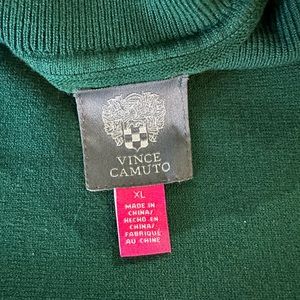 VINCE
CAMUTO
XL
MADE IN
CHINA/
HECHO EN
CHINA/
FABRIQUÉ
AU CHINE